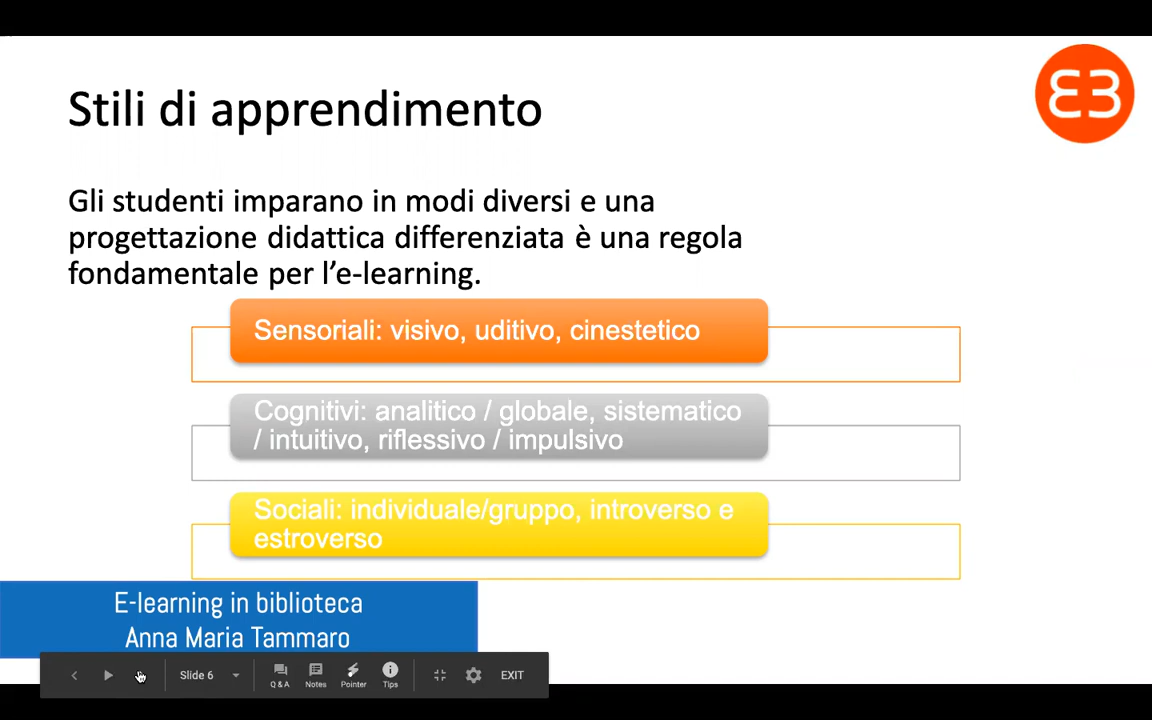 Stili di apprendimento
Gli studenti imparano in modi diversi e una
progettazione didattica differenziata è una regola
fondamentale per l’e-learning.
Sensoriali: visivo, uditivo, cinestetico
Cognitivi: analitico / globale, sistematico
/ intuitivo, riflessivo / impulsivo
Sociali: individuale/gruppo, introverso e
estroverso
E-learning in biblioteca
Anna Maria Tammaro
Slide 6
Q & A
Notes
Pointer
Tips
EXIT